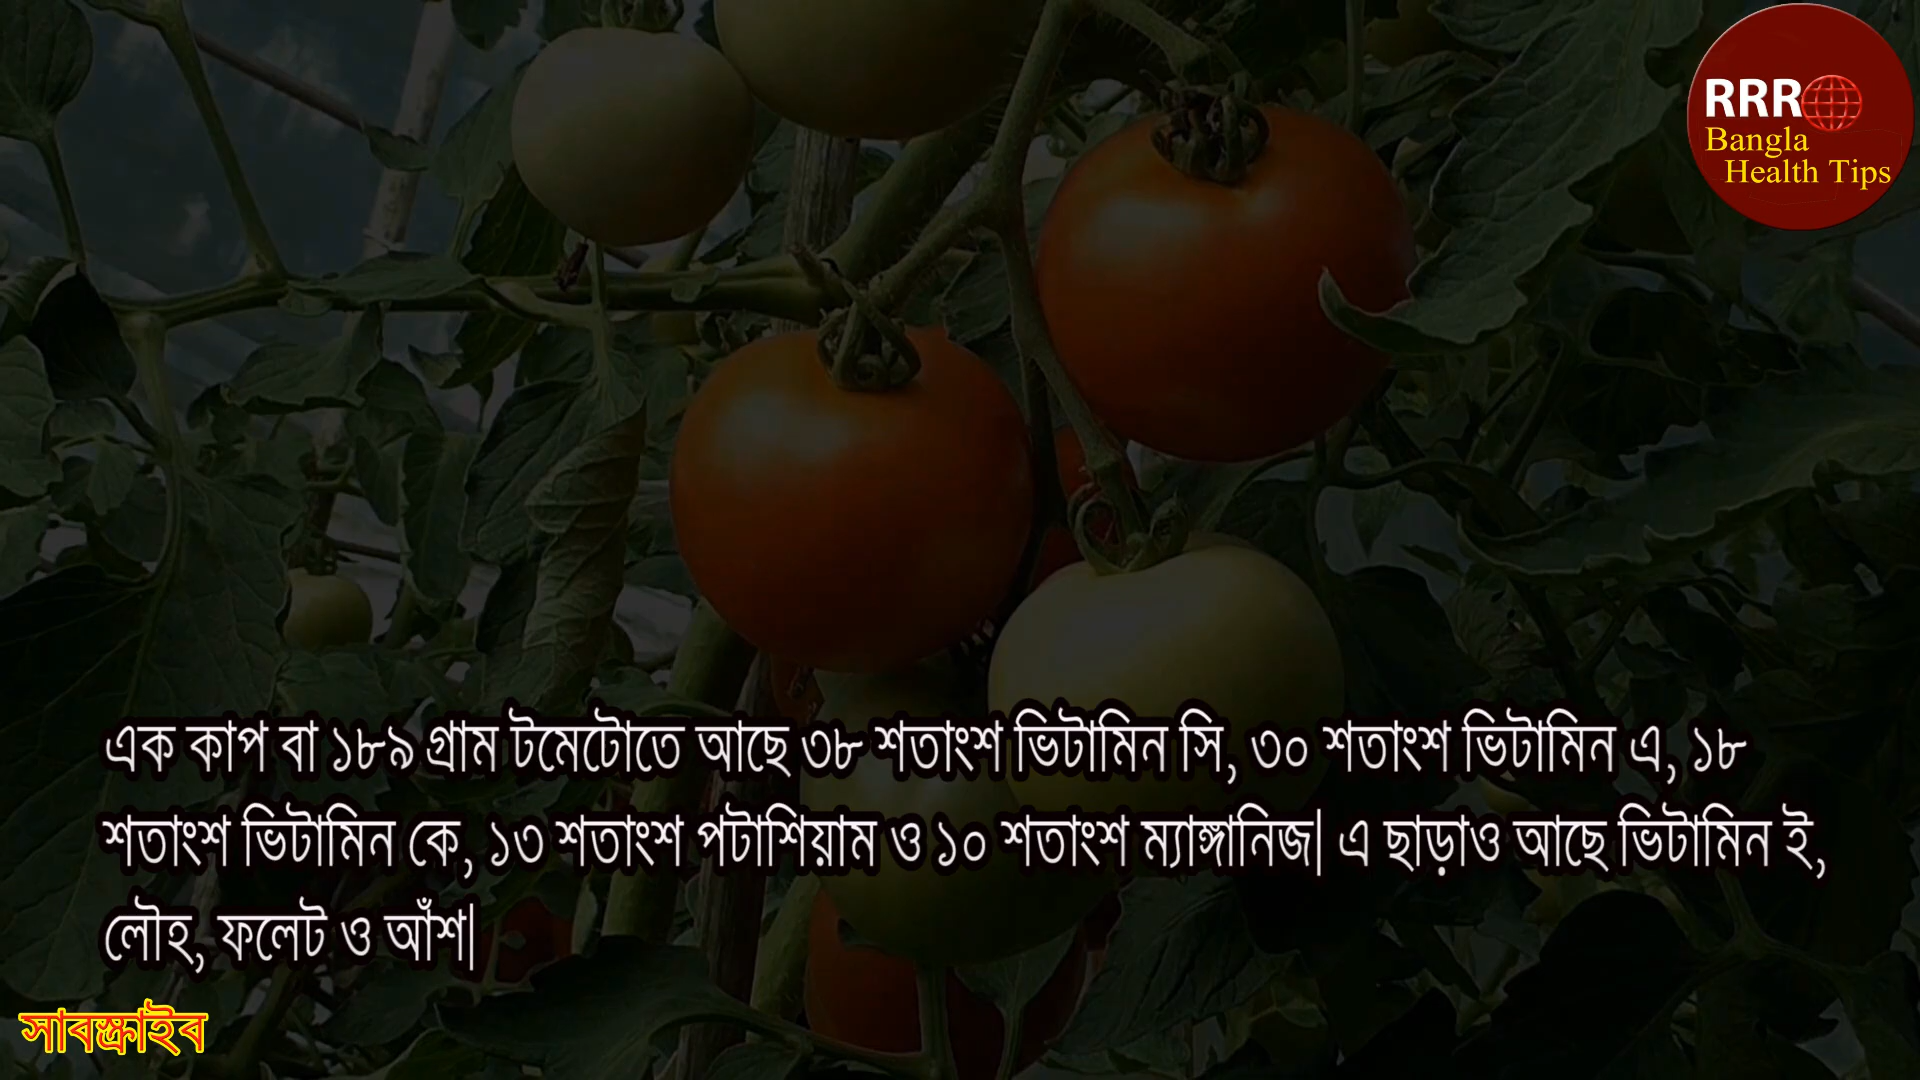 RRR
Bangla
Health Tips
এক কাপ বা ১৮৯ গ্রাম টমেটোতে আছে ৩৮ শতাংশ ভিটামিন সি, ৩০ শতাংশ ভিটামিন এ, ১৮
শতাংশ ভিটামিন কে, ১৩ শতাংশ পটাশিয়াম ও ১০ শতাংশ ম্যাঙ্গানিজ| এ ছাড়াও আছে ভিটামিন ই,
লৌহ, ফলেট ও আঁশ|
সাবস্ক্রাইব